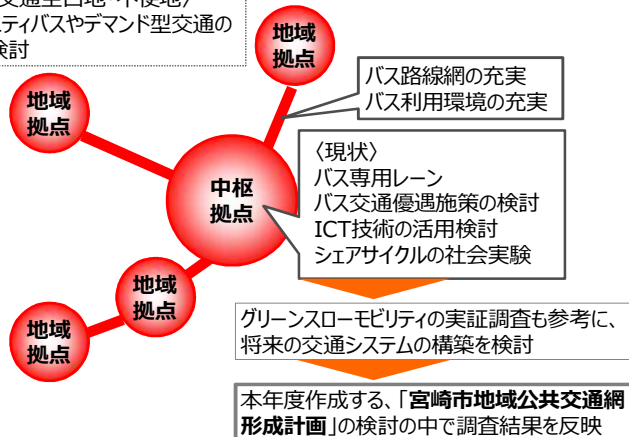 ティバスやデマンド型交通の
検討
地域
拠点
バス路線網の充実
バス利用環境の充実
地域
拠点
〈現状〉
バス専用レーン
バス交通優遇施策の検討
ICT技術の活用検討
シェアサイクルの社会実験
中枢
拠点
地域
拠点
地域
拠点
グリーンスローモビリティの実証調査も参考に、
将来の交通システムの構築を検討
本年度作成する、「宮崎市地域公共交通網
形成計画」の検討の中で調査結果を反映